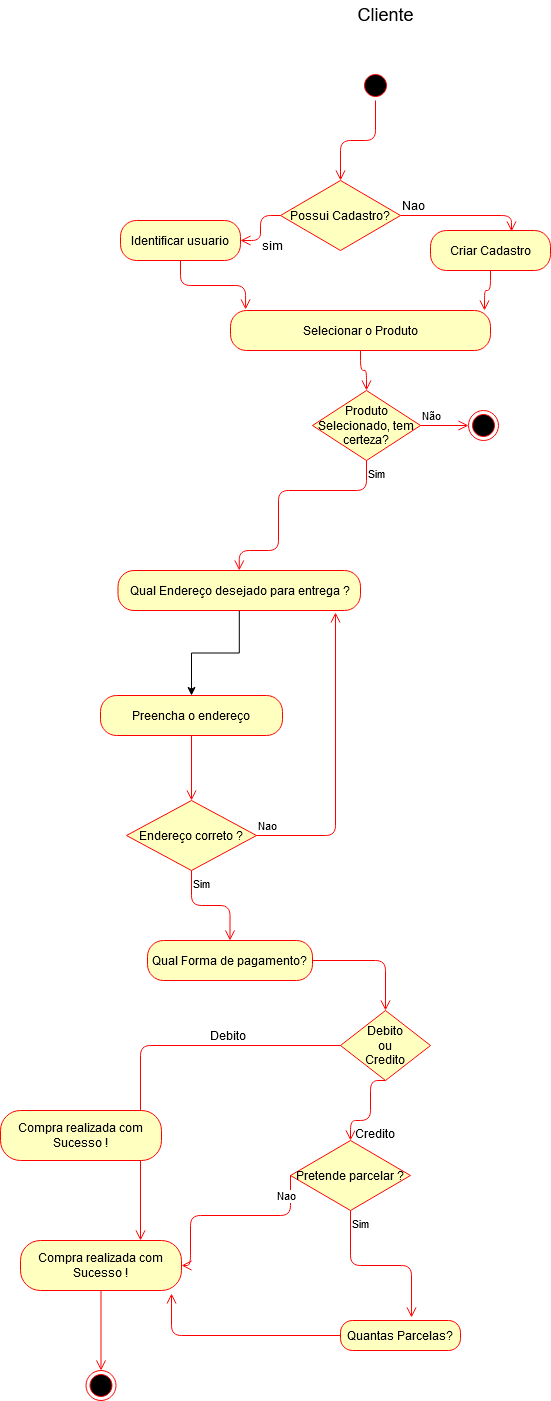 Cliente
Possui Cadastro?
Nao
sim
Identificar usuario
Criar Cadastro
Selecionar o Produto
Produto
Selecionado, tem
certeza?
Não
Sim
Qual Endereço desejado para entrega ?
Preencha o endereço
Endereço correto ?
Nao
Sim
Qual Forma de pagamento?
Debito
ou
Credito
Debito
Compra realizada com
Sucesso !
Credito
Pretende parcelar ?
Nao
Sim
Compra realizada com
Sucesso !
Quantas Parcelas?